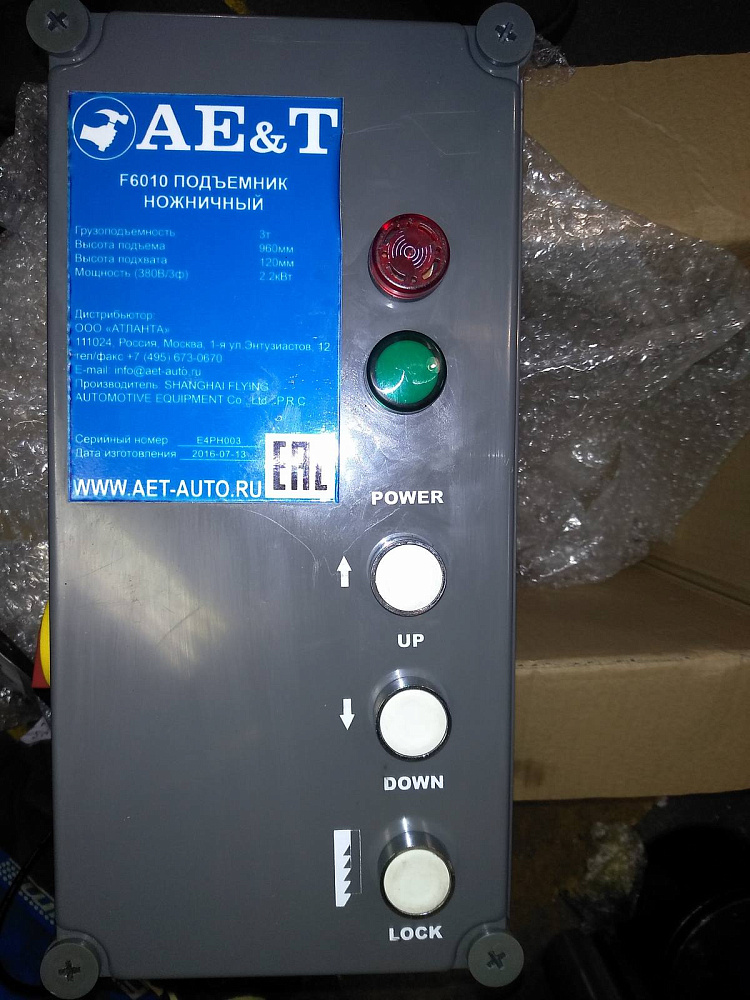 AE&T
F6010 ПОДЪЕМНИК
НОЖНИЧНЫЙ
Грузоподъемность 3т
Высота подъема 960мм
Высота подхвата 120мм
Мощность (380В/3ф) 2.2кВт
Дистрибьютор:
ООО «АТЛАНТА»
111024, Россия, Москва, 1-я ул.Энтузиастов, 12
тел/факс +7 (495) 673-0670
E-mail info@aet-auto.ru
Производитель SHANGHAI FLYING
AUTOMOTIVE EQUIPMENT Co., Ltd., P.R.C.
Серийный номер E4PH003
Дата изготовления 2016-07-13
EAC
WWW.AET-AUTO.RU
POWER
UP
DOWN
LOCK